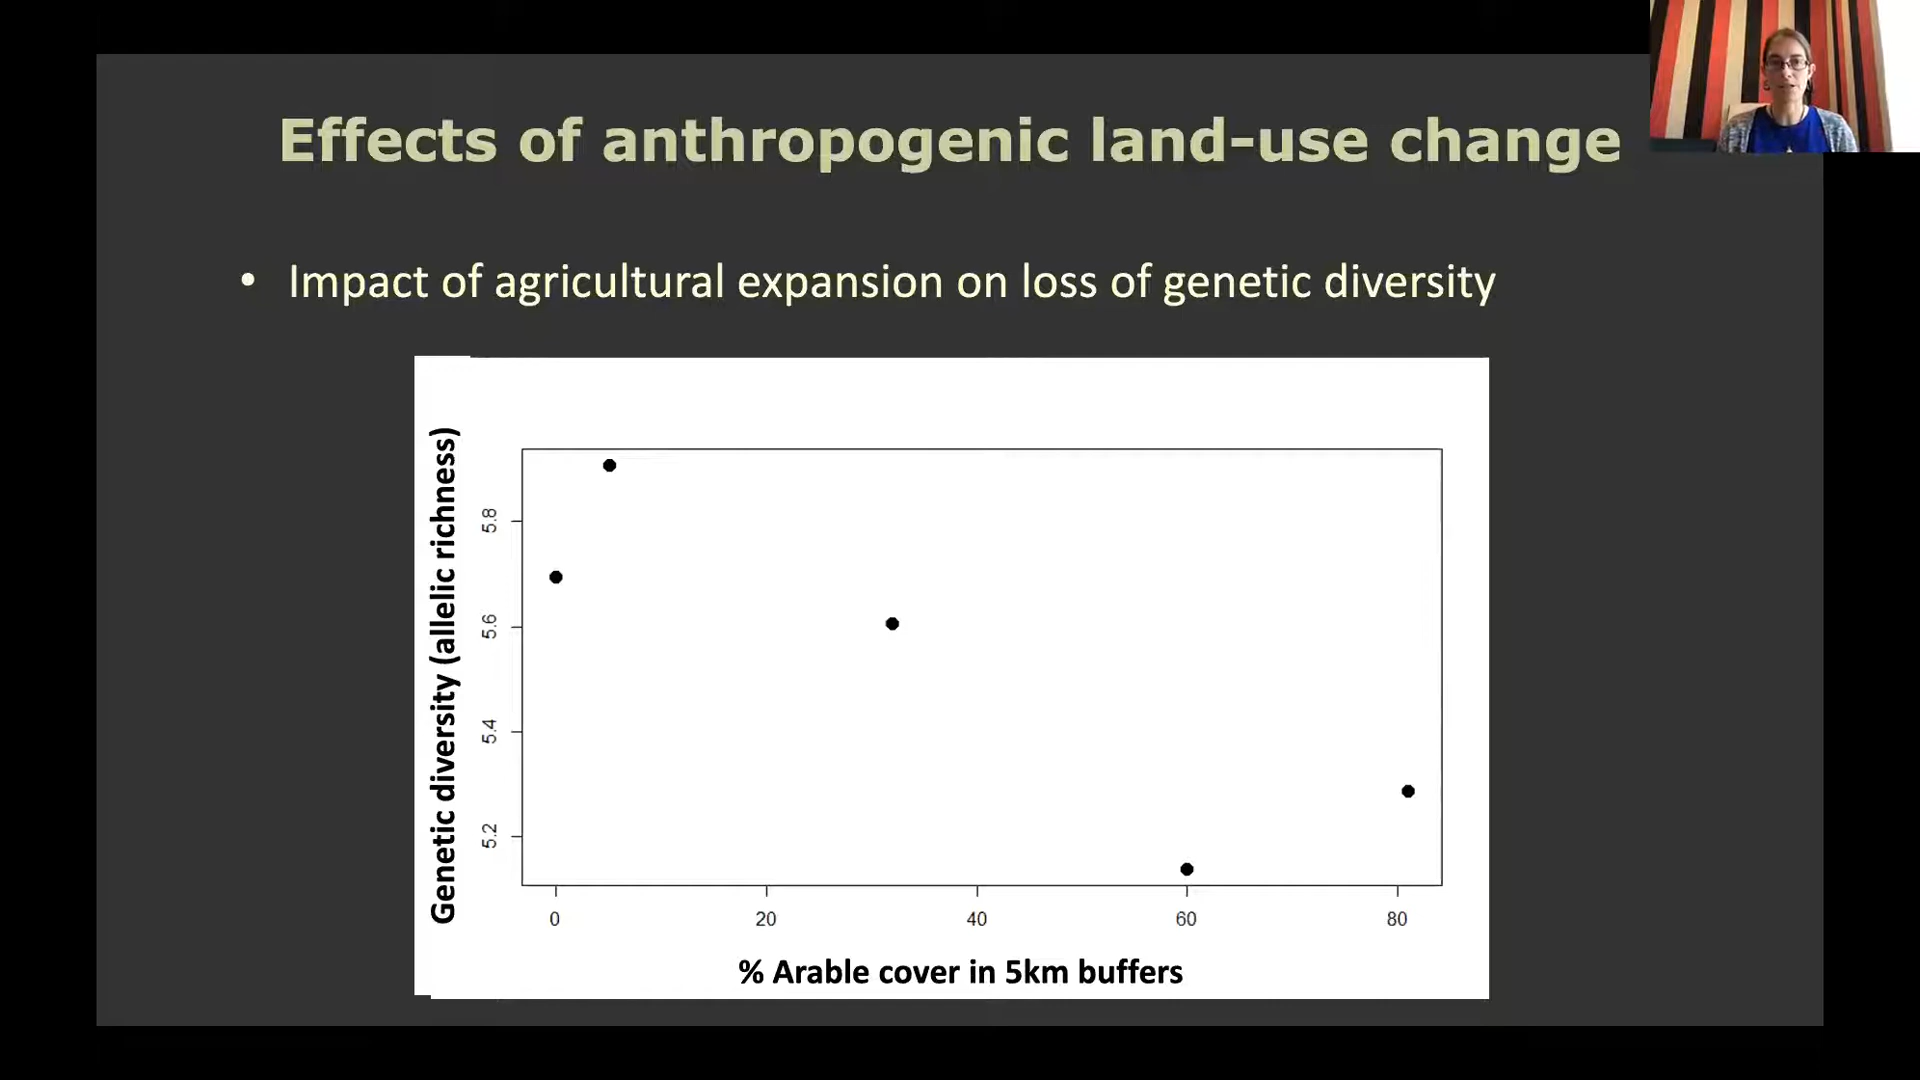 Effects of anthropogenic land-use change
• Impact of agricultural expansion on loss of genetic diversity
Genetic diversity (allelic richness)
5.8
5.6
5.4
5.2
0 20 40 60 80
% Arable cover in 5km buffers